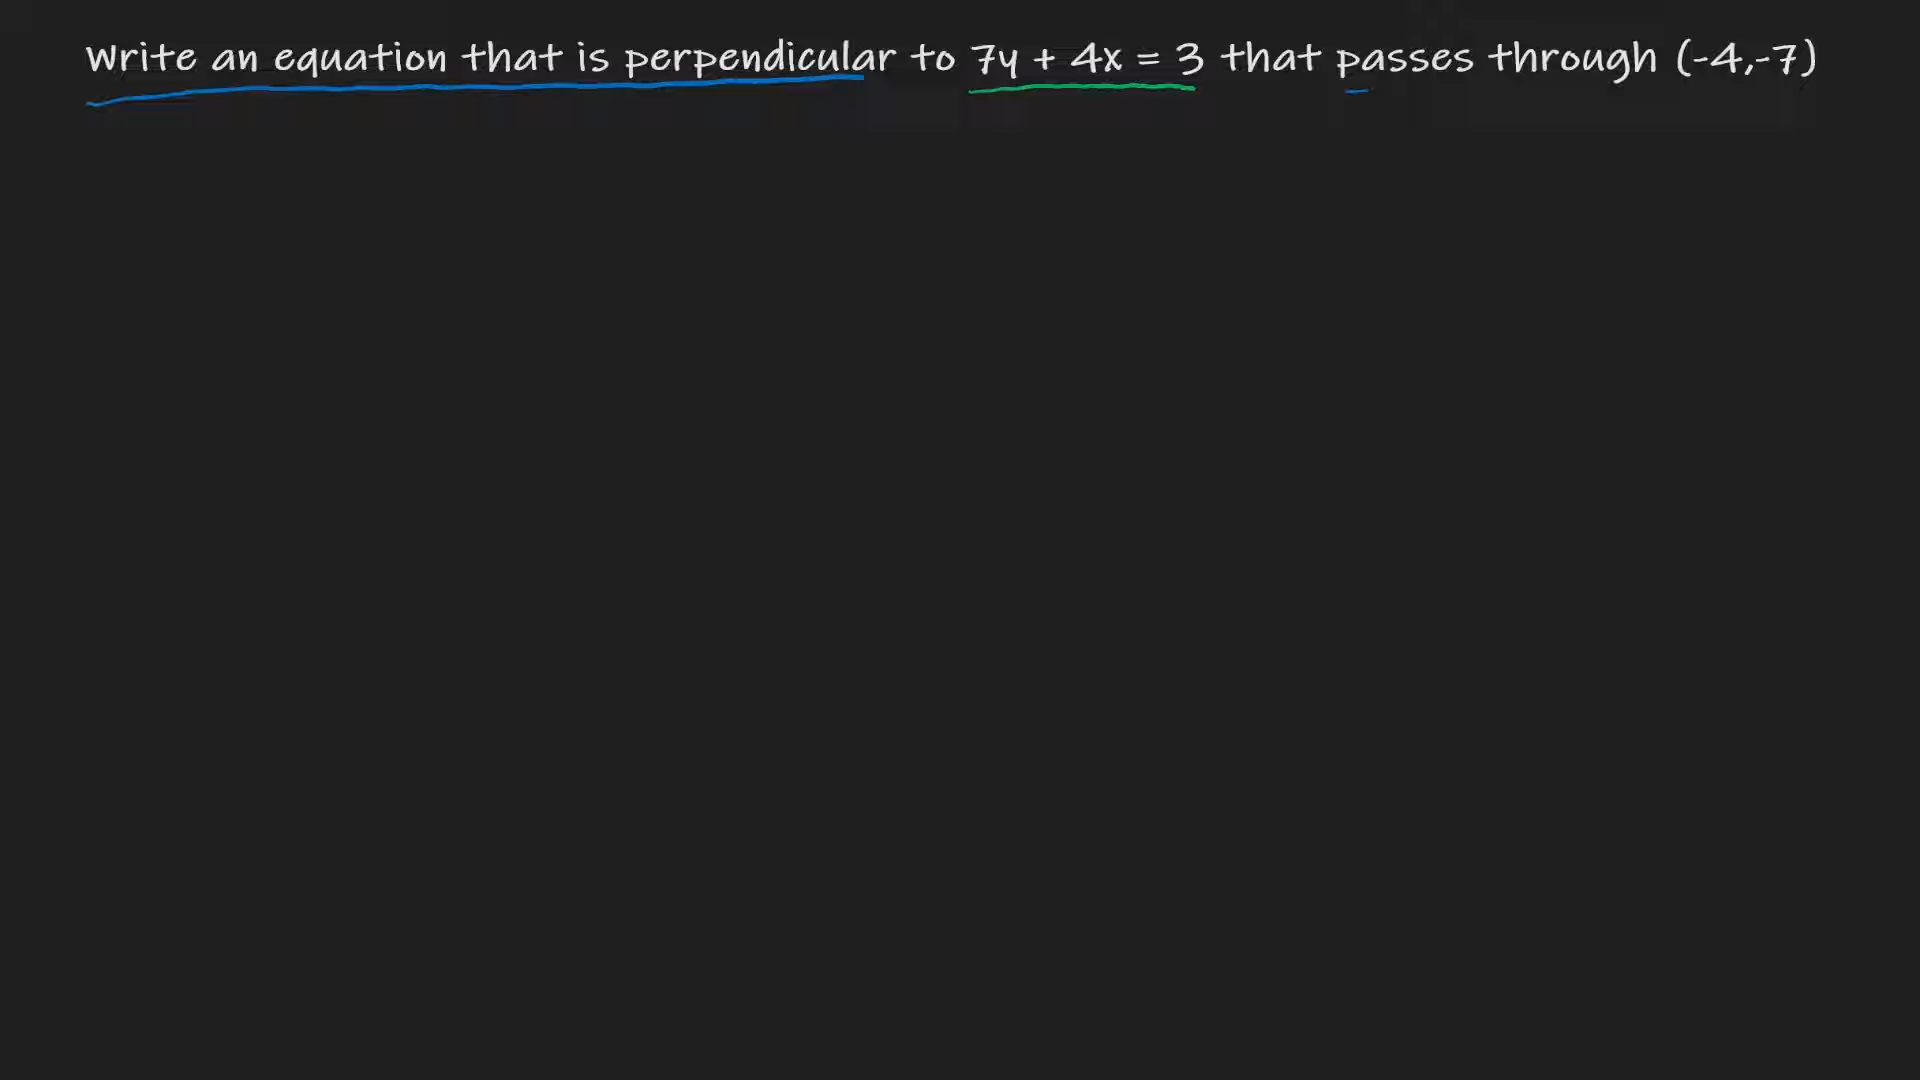 Write an equation that is perpendicular to 7y + 4x = 3 that passes through (-4,-7)